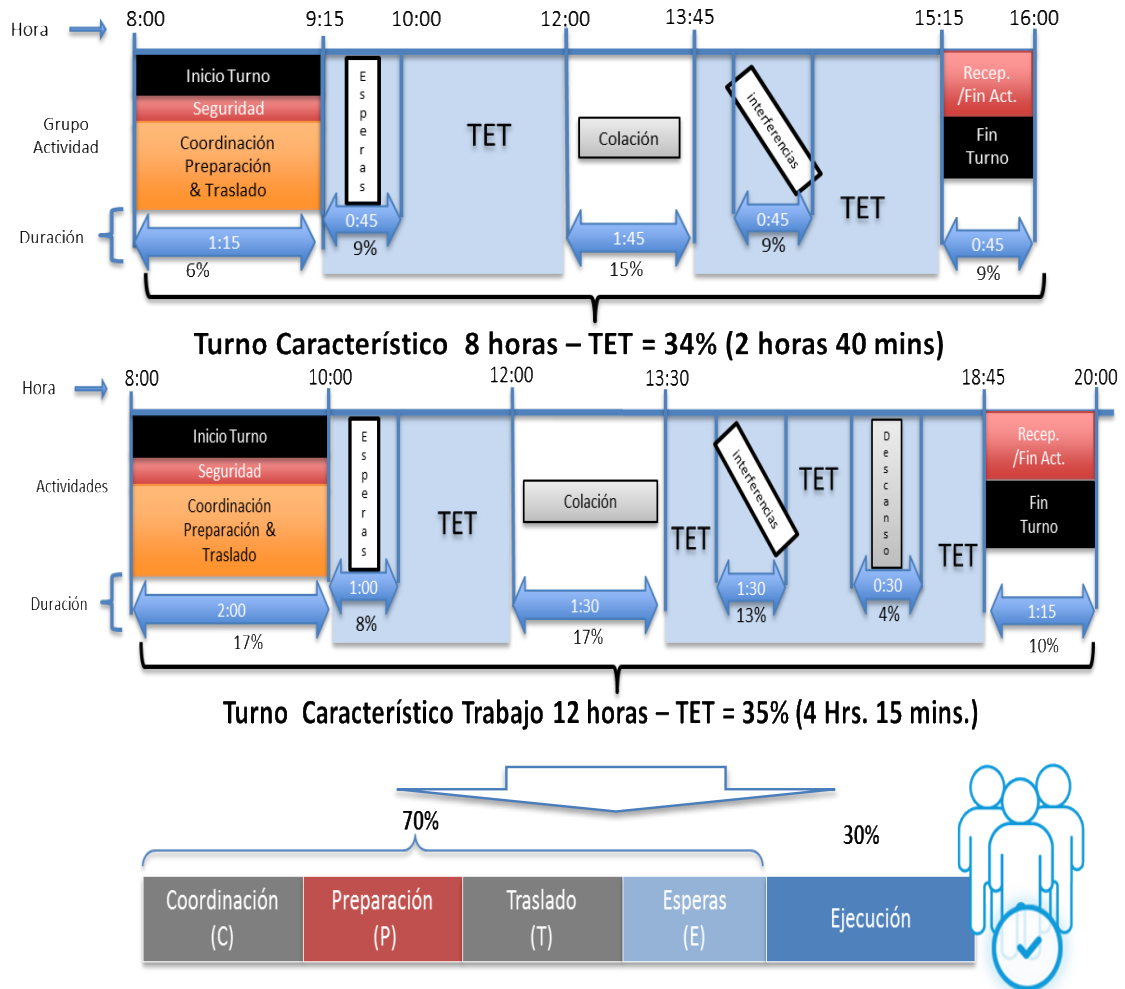 Hora
8:00
9:15
10:00
12:00
13:45
15:15
16:00
Grupo
Actividad
Inicio Turno
Seguridad
Coordinación
Preparación
& Traslado
Esperas
TET
Colación
interferencias
TET
Recep.
/Fin Act.
Fin
Turno
Duración
1:15
0:45
1:45
0:45
0:45
6%
9%
15%
9%
9%
Turno Característico 8 horas – TET = 34% (2 horas 40 mins)
Hora
8:00
10:00
12:00
13:30
18:45
20:00
Actividades
Inicio Turno
Seguridad
Coordinación
Preparación &
Traslado
Esperas
TET
Colación
TET
interferencias
TET
Descanso
TET
Recep.
/Fin Act.
Fin
Turno
Duración
2:00
1:00
1:30
1:30
0:30
1:15
17%
8%
17%
13%
4%
10%
Turno Característico Trabajo 12 horas – TET = 35% (4 Hrs. 15 mins.)
70%
30%
Coordinación
(C)
Preparación
(P)
Traslado
(T)
Esperas
(E)
Ejecución